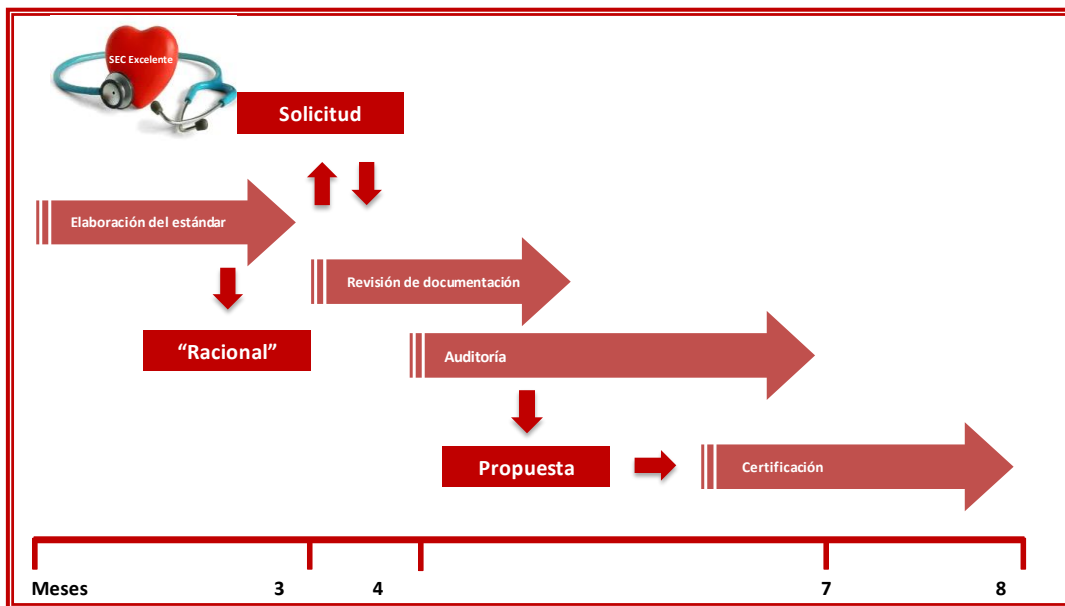 SEC Excelente
Solicitud
Elaboración del estándar
Revisión de documentación
“Racional”
Auditoría
Propuesta
Certificación
Meses 3 4 7 8